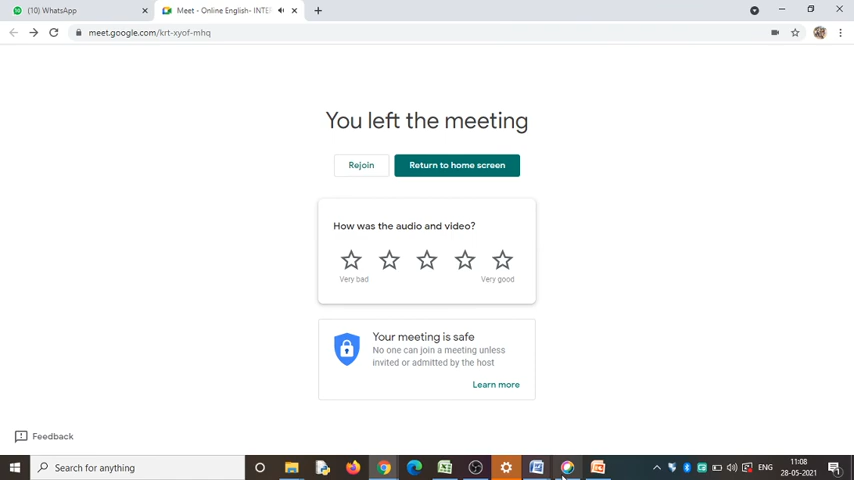 (10) WhatsApp
Meet - Online English- INTE
meet.google.com/krt-xyof-mhq
You left the meeting
Rejoin
Return to home screen
How was the audio and video?
Very bad
Very good
Your meeting is safe
No one can join a meeting unless
invited or admitted by the host
Learn more
Feedback
Search for anything
ENG
11:08
28-05-2021